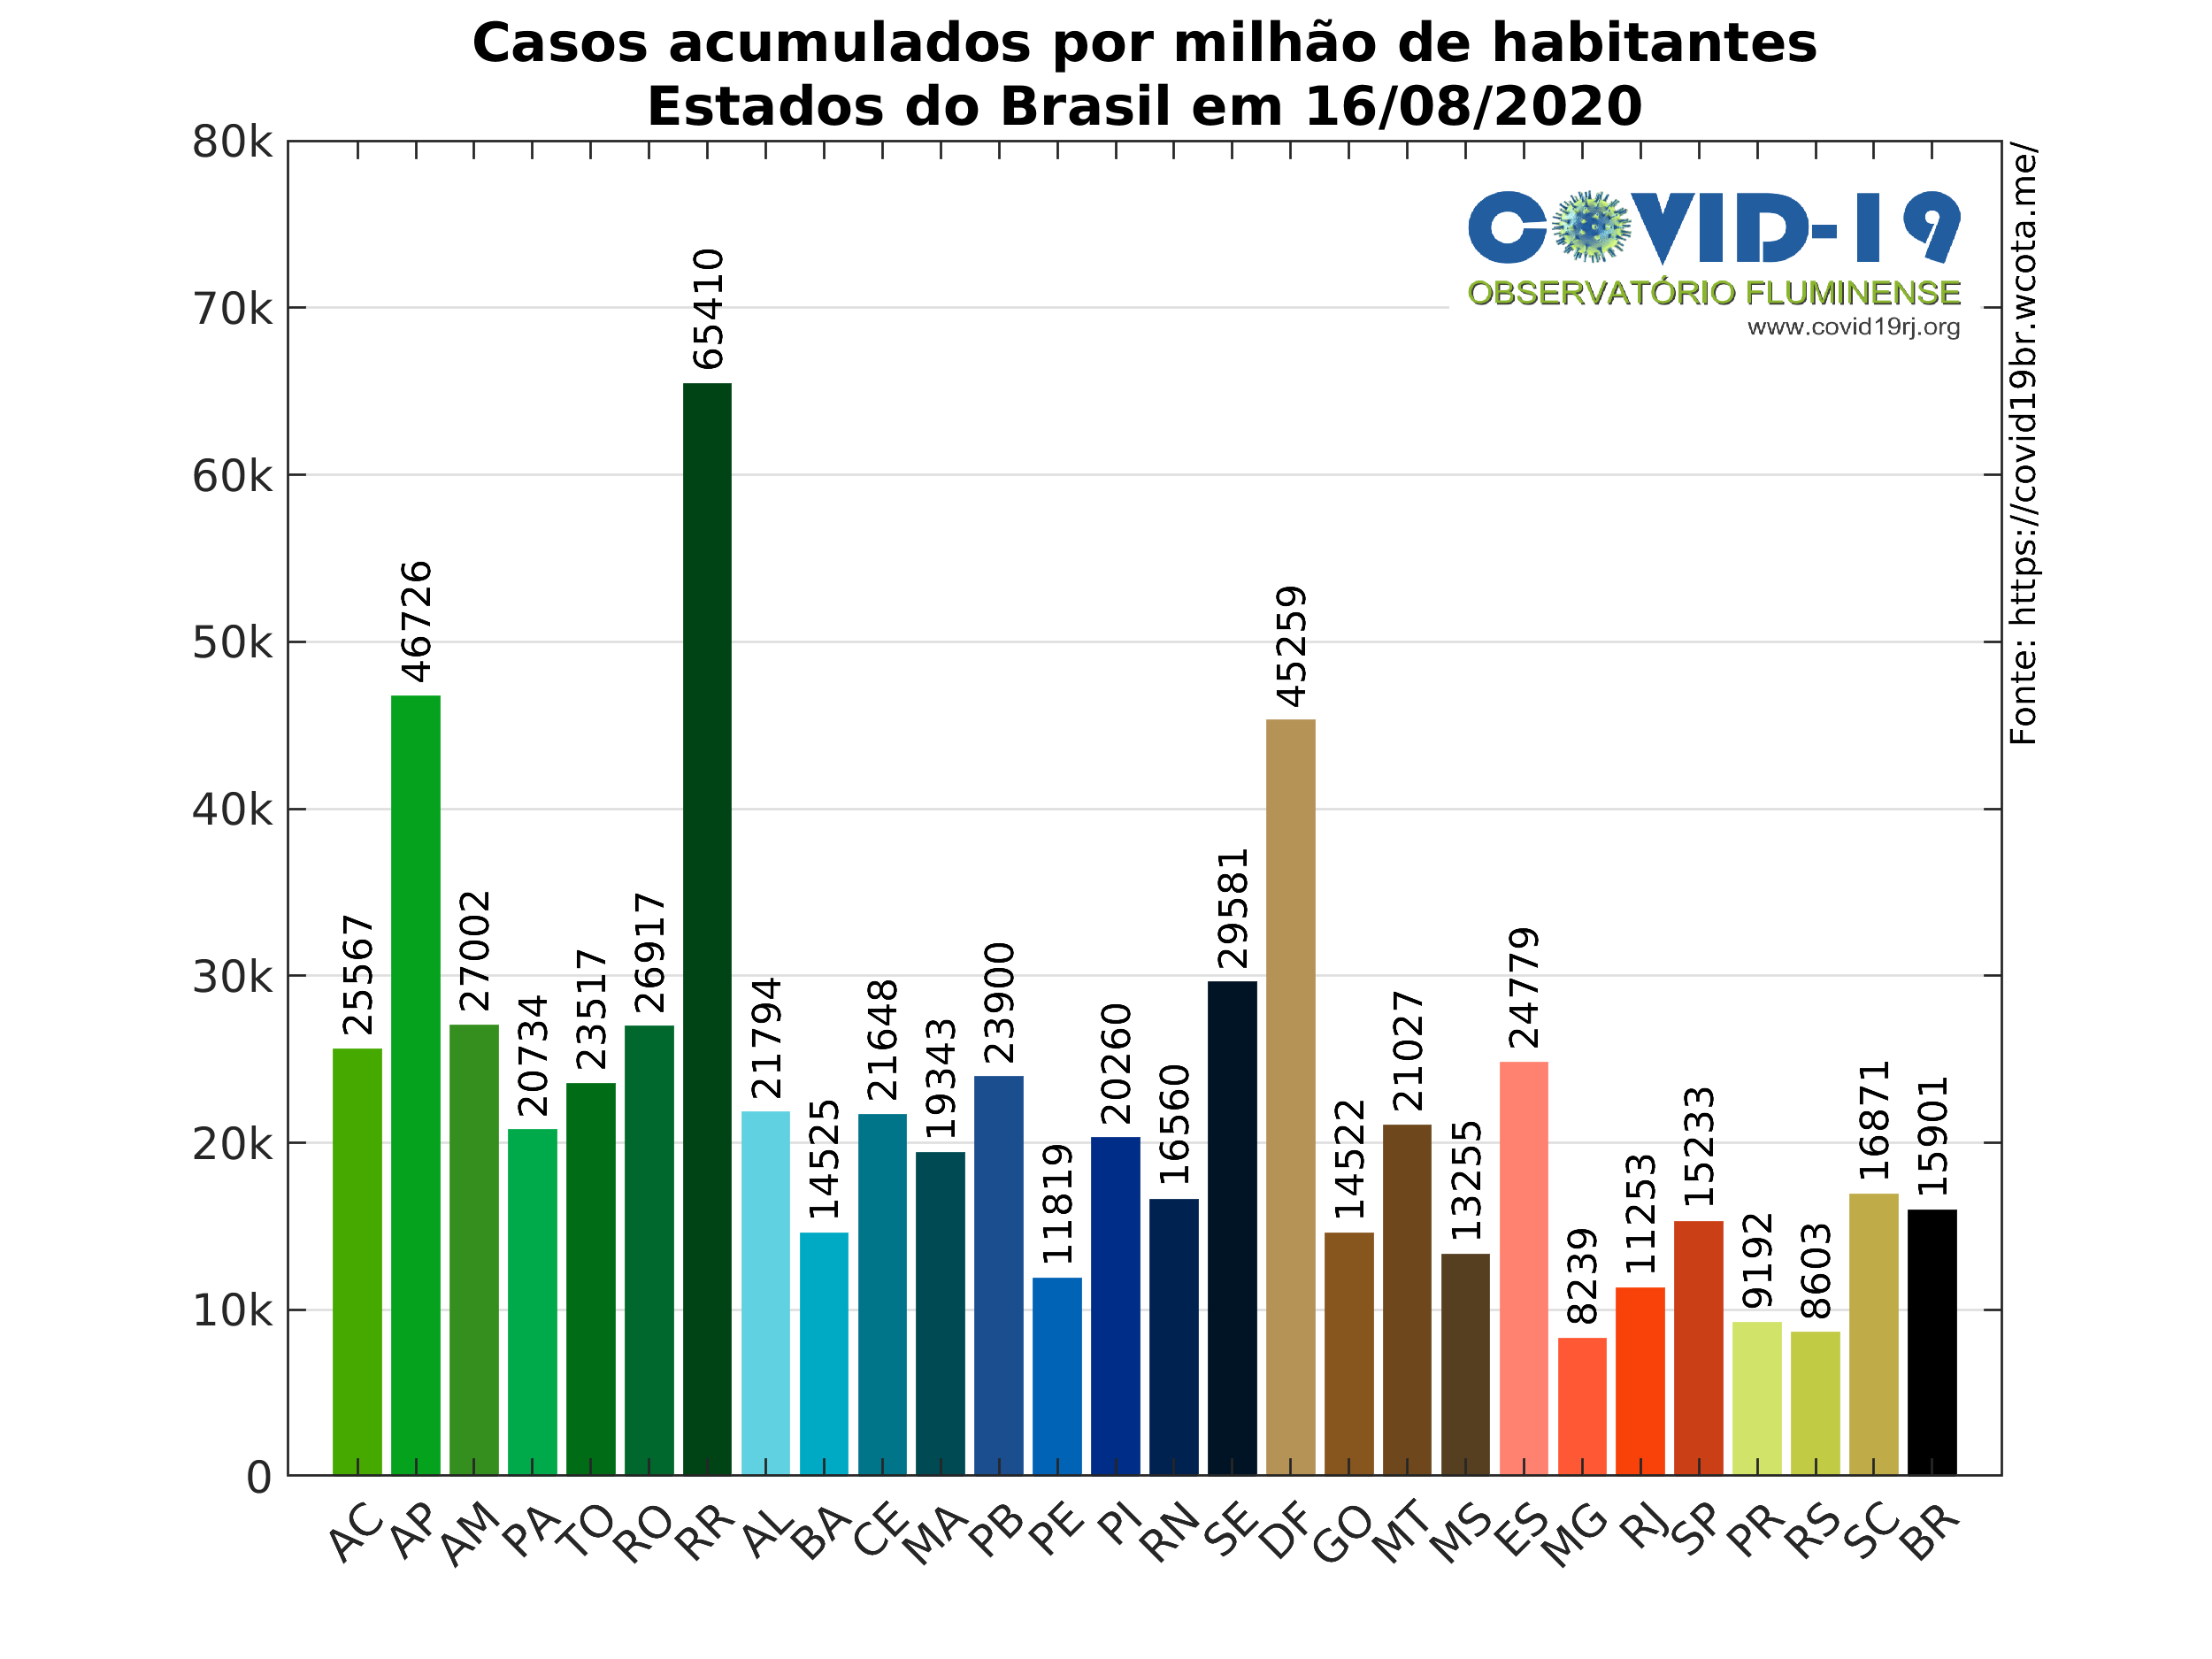 Casos acumulados por milhão de habitantes
Estados do Brasil em 16/08/2020
80k
70k
60k
50k
40k
30k
20k
10k
0
COVID-19
OBSERVATÓRIO FLUMINENSE
www.covid19rj.org
Fonte: https://covid19br.wcota.me/
25567
46726
27002
20734
23517
26917
65410
21794
14525
21648
19343
23900
11819
20260
16560
29581
45259
14522
21027
13255
24779
8239
11253
15233
9192
8603
16871
15901
AC
AP
AM
PA
TO
RO
RR
AL
BA
CE
MA
PB
PE
PI
RN
SE
DF
GO
MT
MS
ES
MG
RJ
SP
PR
RS
SC
BR